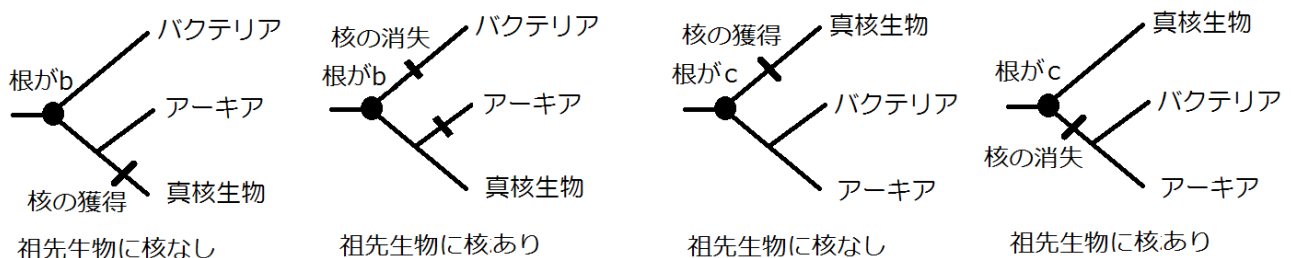 バクテリア
根がb
アーキア
核の獲得
真核生物
祖先生物に核なし
核の消失
バクテリア
根がb
アーキア
真核生物
祖先生物に核あり
核の獲得
真核生物
根がc
バクテリア
アーキア
祖先生物に核なし
真核生物
根がc
バクテリア
核の消失
アーキア
祖先生物に核あり